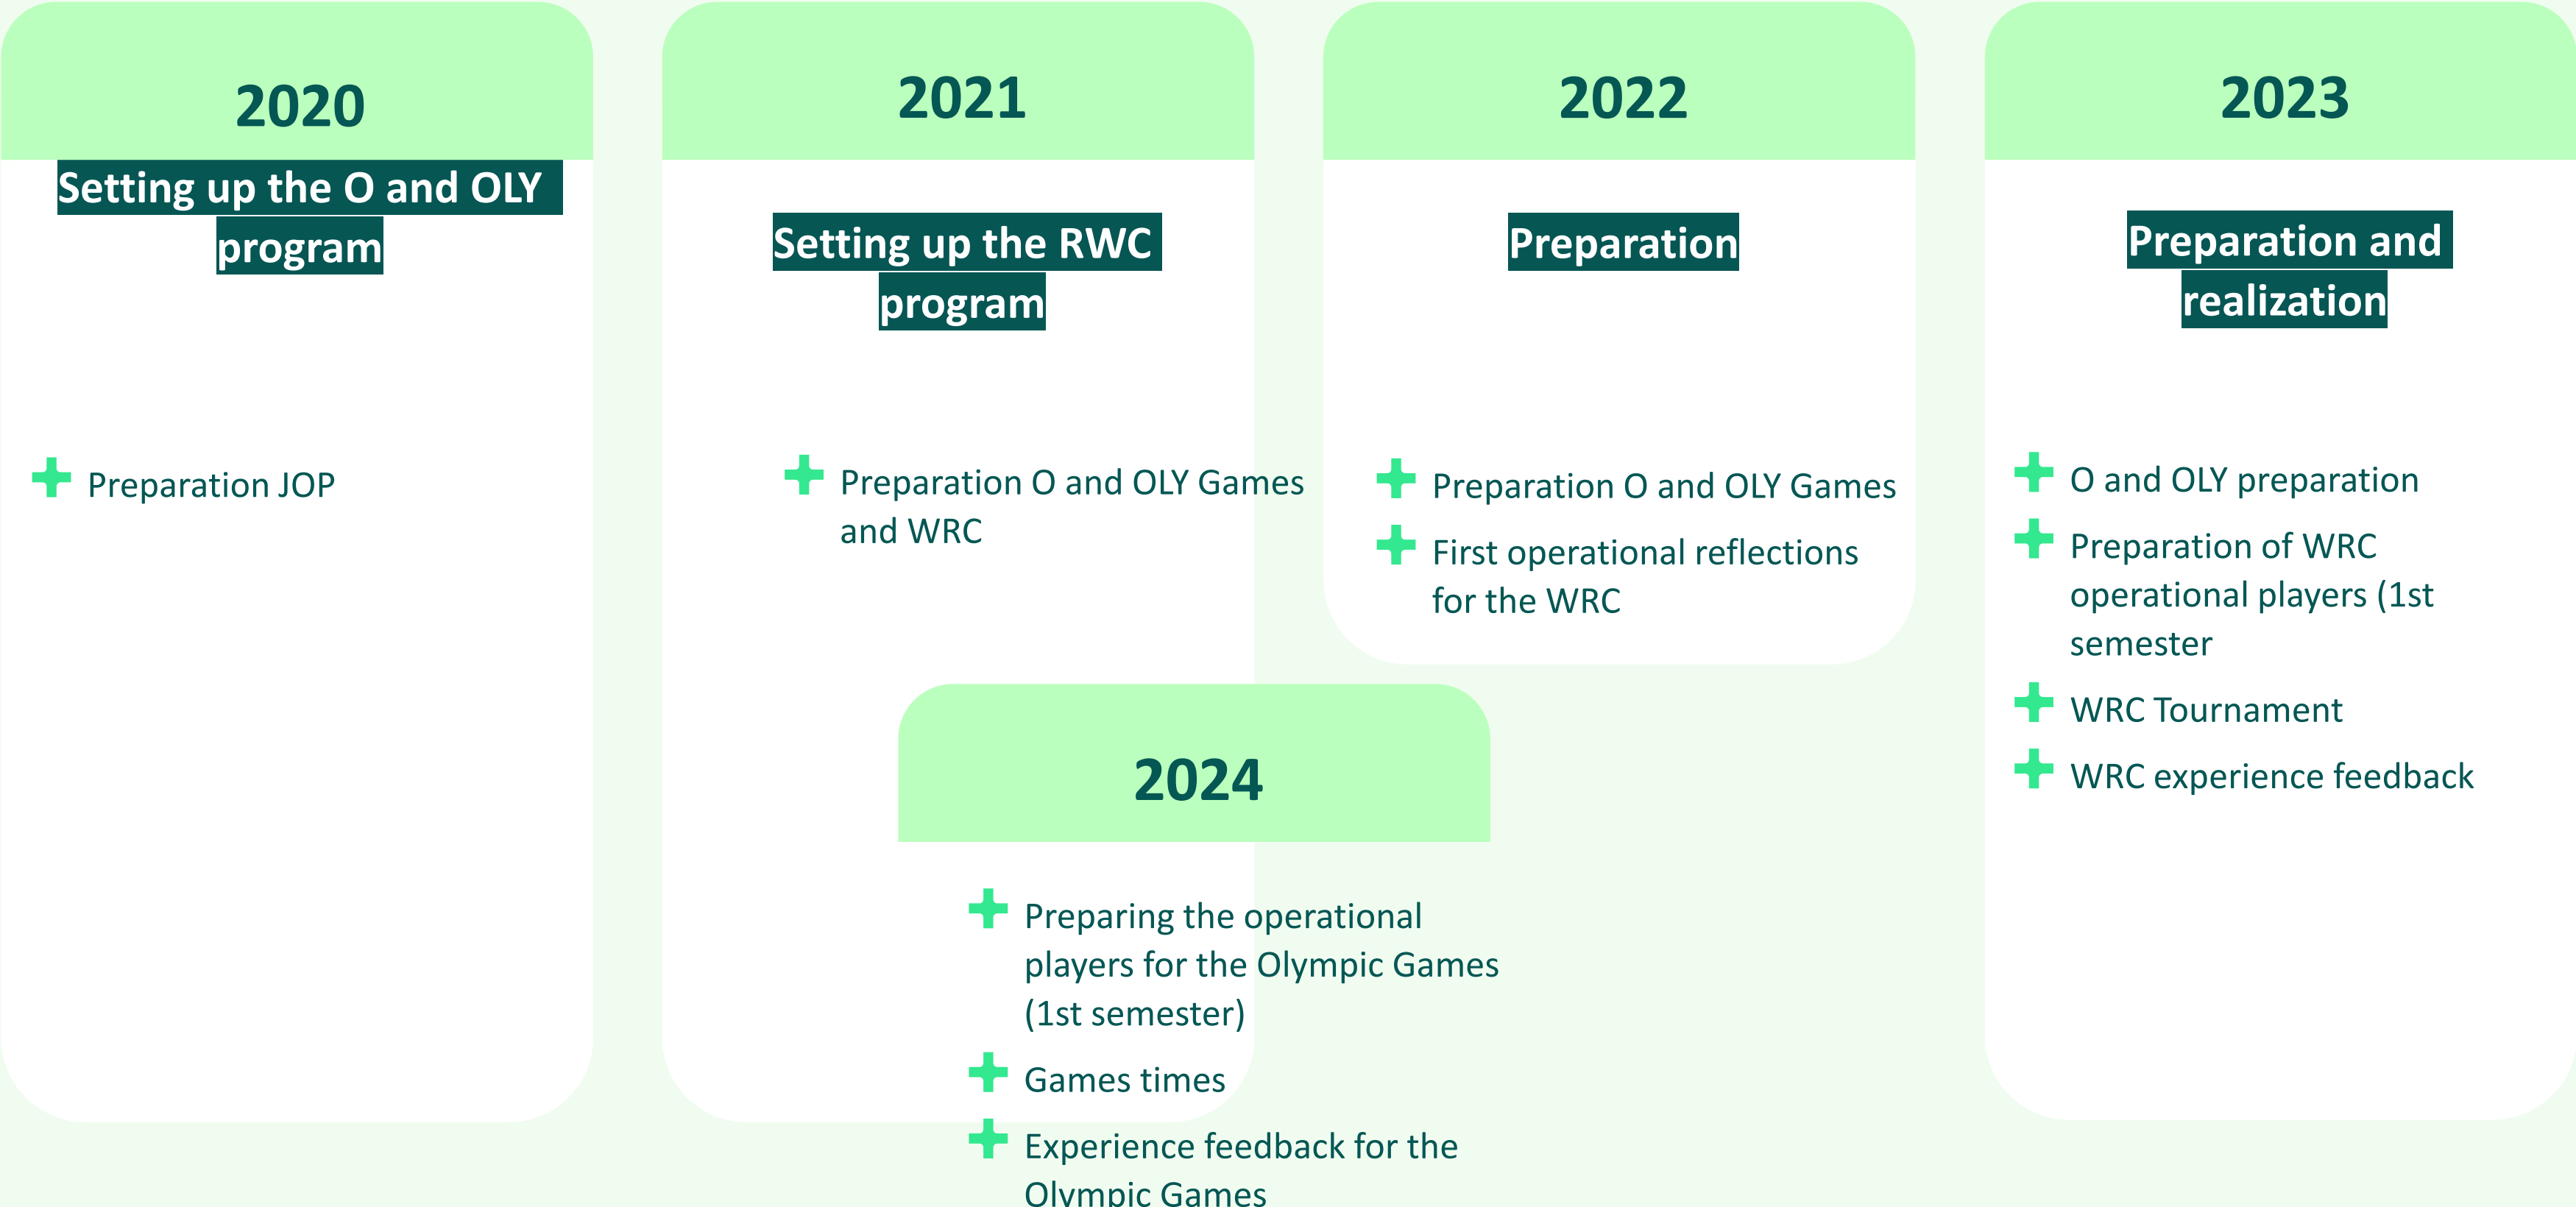 2020
Setting up the O and OLY
program
Preparation JOP
2021
Setting up the RWC
program
Preparation O and OLY Games
and WRC
2022
Preparation
Preparation O and OLY Games
First operational reflections
for the WRC
2023
Preparation and
realization
O and OLY preparation
Preparation of WRC
operational players (1st
semester
WRC Tournament
WRC experience feedback
2024
Preparing the operational
players for the Olympic Games
(1st semester)
Games times
Experience feedback for the
Olympic Games